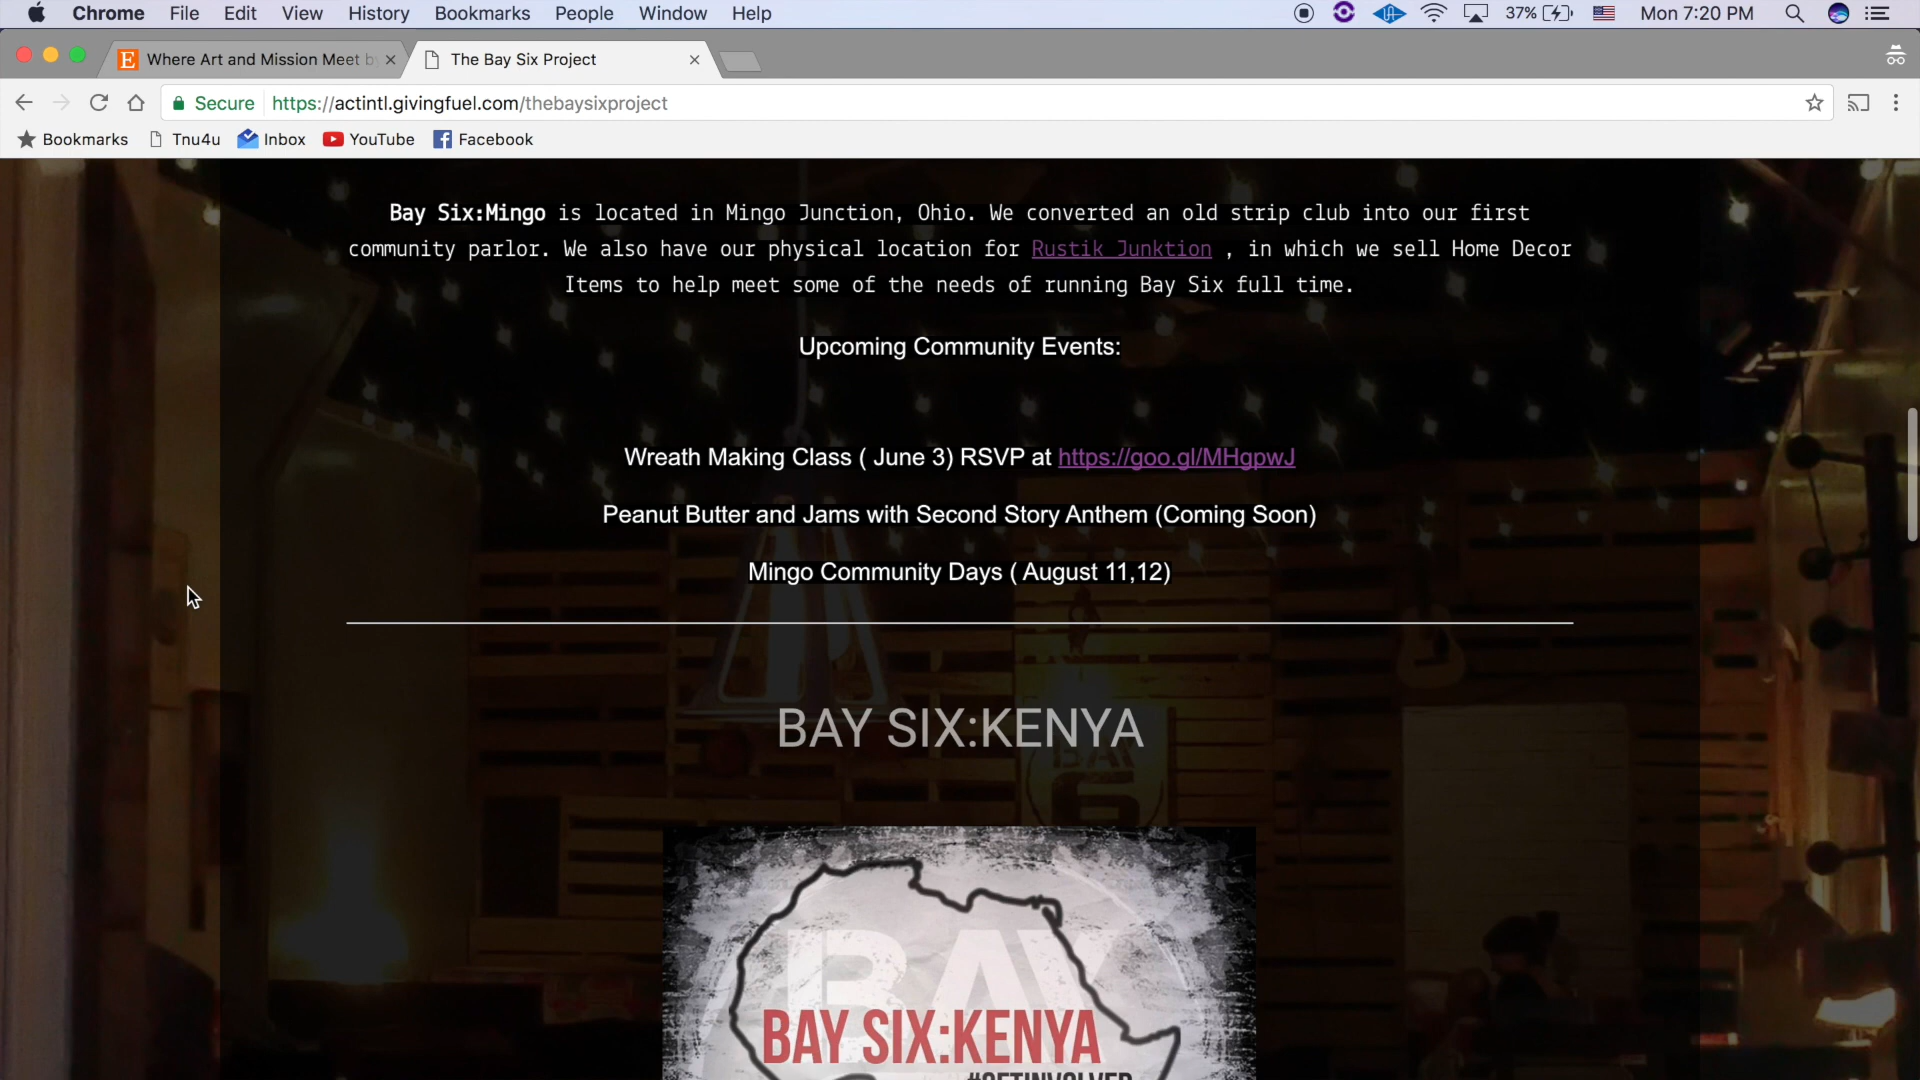 Chrome File Edit View History Bookmarks People Window Help 37% Mon 7:20 PM
Where Art and Mission Meet b The Bay Six Project
Secure https://actintl.givingfuel.com/thebaysixproject
Bookmarks Tnu4u Inbox YouTube Facebook
Bay Six:Mingo is located in Mingo Junction, Ohio. We converted an old strip club into our first
community parlor. We also have our physical location for Rustik Junktion , in which we sell Home Decor
Items to help meet some of the needs of running Bay Six full time.
Upcoming Community Events:
Wreath Making Class ( June 3) RSVP at https://goo.gl/MHgpwJ
Peanut Butter and Jams with Second Story Anthem (Coming Soon)
Mingo Community Days ( August 11,12)
BAY SIX:KENYA
BAY
6
BAY
BAY SIX:KENYA
#GETINVOLVED